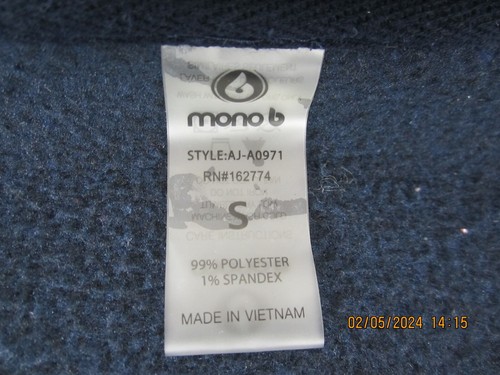 mono b
STYLE:AJ-A0971
RN#162774
S
99% POLYESTER
1% SPANDEX
MADE IN VIETNAM
02/05/2024 14:15